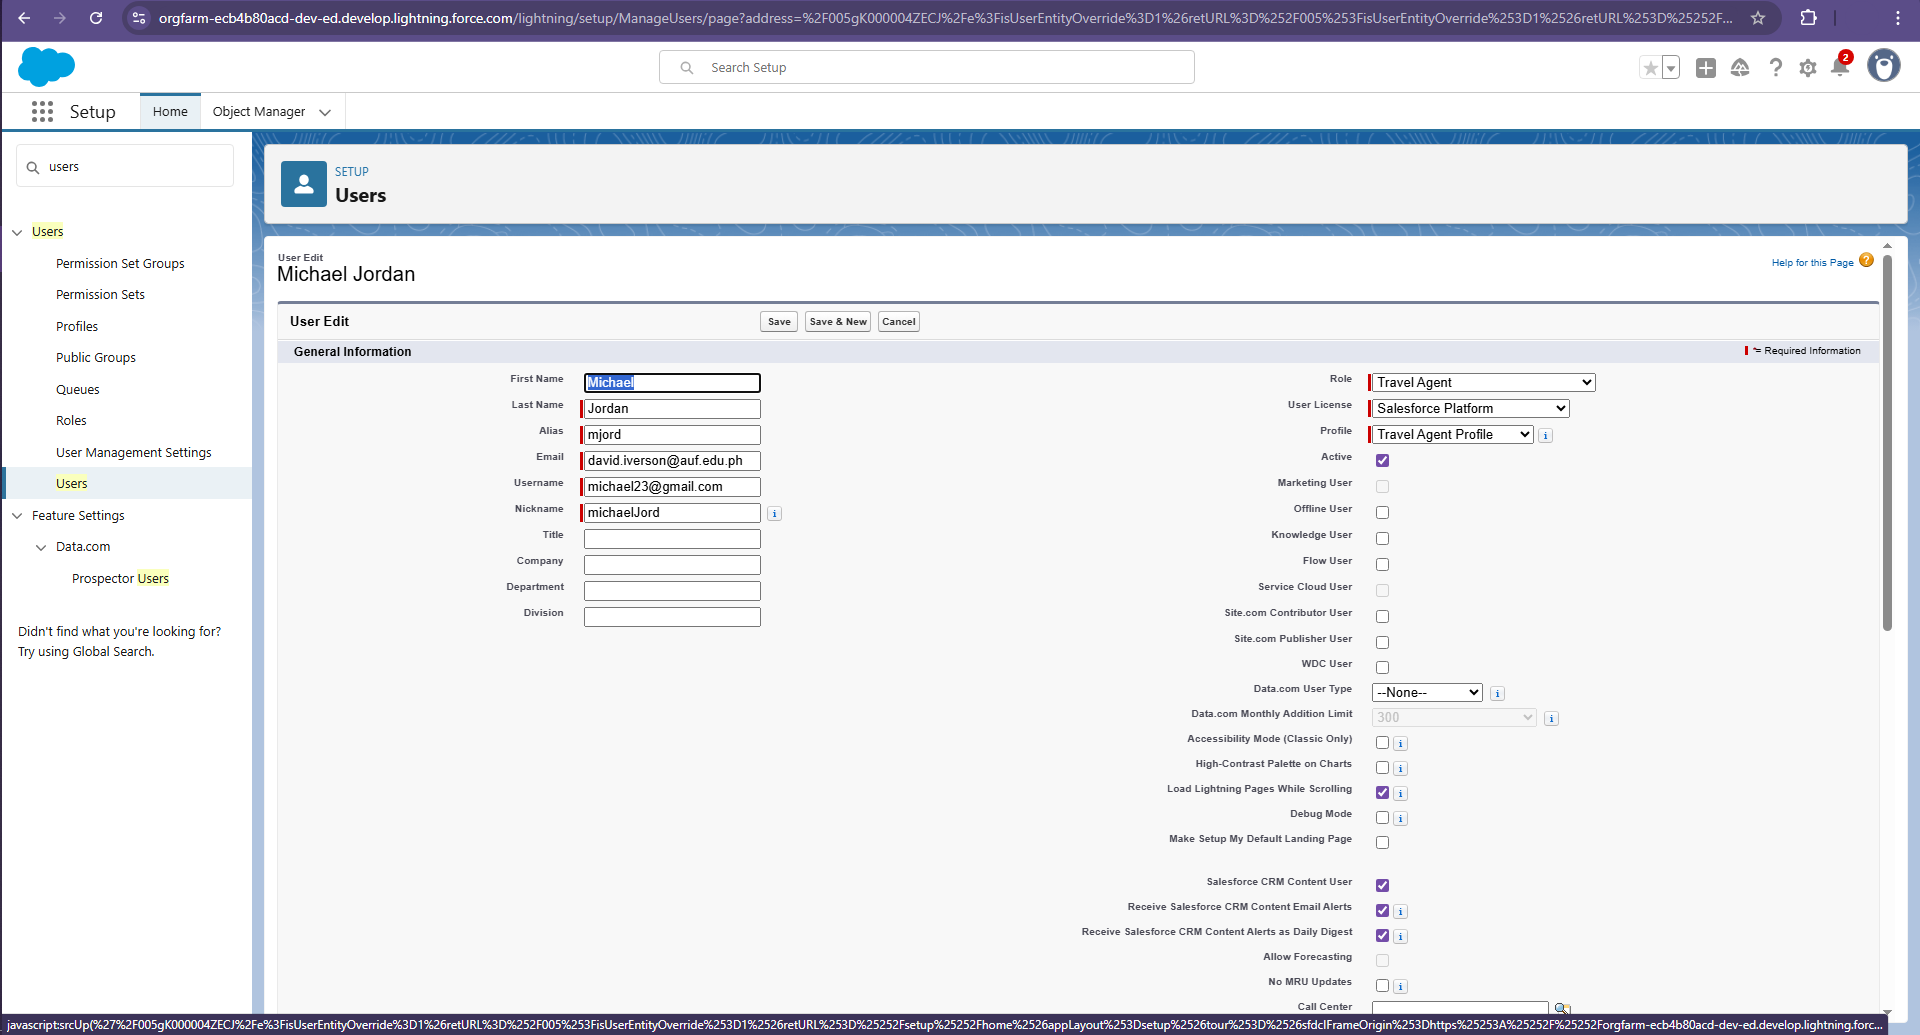 orgfarm-ecb4b80acd-dev-ed.develop.lightning.force.com/lightning/setup/ManageUsers/page?address=%2F005gK000004ZECJ%2Fe%3FisUserEntityOverride%3D1%26retURL%3D%252F005%253FisUserEntityOverride%253D1%2526retURL%253D%25252F...
Search Setup
2
Setup
Home
Object Manager
users
SETUP
Users
Users
Permission Set Groups
Permission Sets
Profiles
Public Groups
Queues
Roles
User Management Settings
Users
Feature Settings
Data.com
Prospector Users
Didn't find what you're looking for?
Try using Global Search.
User Edit
Michael Jordan
Help for this Page ?
User Edit
Save
Save & New
Cancel
General Information
*= Required Information
First Name Michael
Last Name Jordan
Alias mjord
Email david.iverson@auf.edu.ph
Username michael23@gmail.com
Nickname michaelJord i
Title
Company
Department
Division
Role Travel Agent
User License Salesforce Platform
Profile Travel Agent Profile i
Active
Marketing User
Offline User
Knowledge User
Flow User
Service Cloud User
Site.com Contributor User
Site.com Publisher User
WDC User
Data.com User Type --None-- i
Data.com Monthly Addition Limit 300 i
Accessibility Mode (Classic Only) i
High-Contrast Palette on Charts i
Load Lightning Pages While Scrolling i
Debug Mode i
Make Setup My Default Landing Page
Salesforce CRM Content User
Receive Salesforce CRM Content Email Alerts i
Receive Salesforce CRM Content Alerts as Daily Digest i
Allow Forecasting
No MRU Updates i
Call Center
javascript:srcUp(%27%2F005gK000004ZECJ%2Fe%3FisUserEntityOverride%3D1%26retURL%3D%252F005%253FisUserEntityOverride%253D1%2526retURL%253D%25252Fsetup%25252Fhome%2526appLayout%253Dsetup%2526tour%253D%2526sfdcIFrameOrigin%253Dhttps%25253A%25252F%25252Forgfarm-ecb4b80acd-dev-ed.develop.lightning.forc...